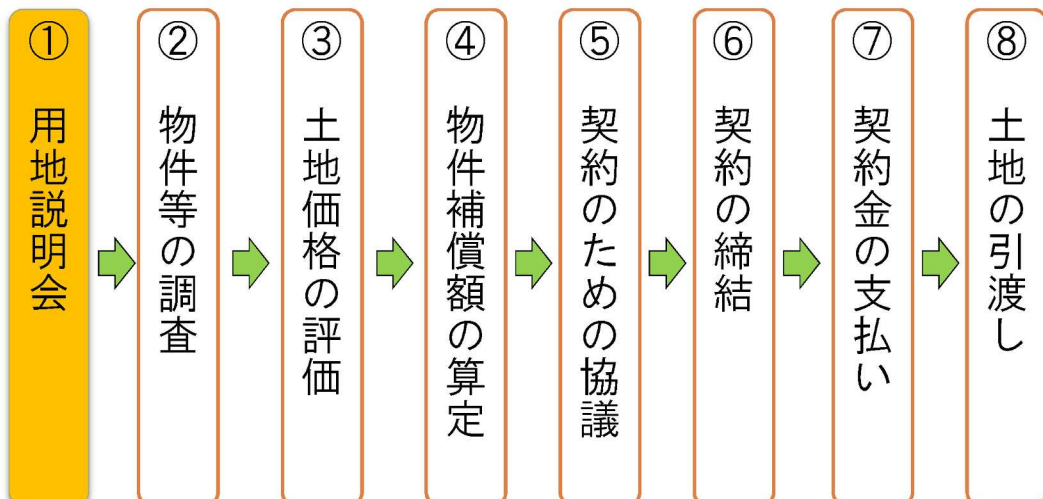 ① 用地説明会
② 物件等の調査
③ 土地価格の評価
④ 物件補償額の算定
⑤ 契約のための協議
⑥ 契約の締結
⑦ 契約金の支払い
⑧ 土地の引渡し